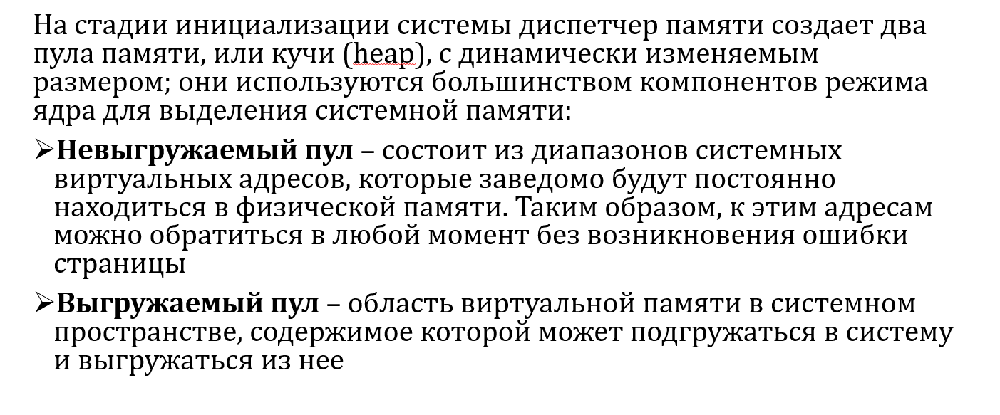 На стадии инициализации системы диспетчер памяти создает два
пула памяти, или кучи (heap), с динамически изменяемым
размером; они используются большинством компонентов режима
ядра для выделения системной памяти:
➢Невыгружаемый пул – состоит из диапазонов системных
виртуальных адресов, которые заведомо будут постоянно
находиться в физической памяти. Таким образом, к этим адресам
можно обратиться в любой момент без возникновения ошибки
страницы
➢Выгружаемый пул – область виртуальной памяти в системном
пространстве, содержимое которой может подгружаться в систему
и выгружаться из нее